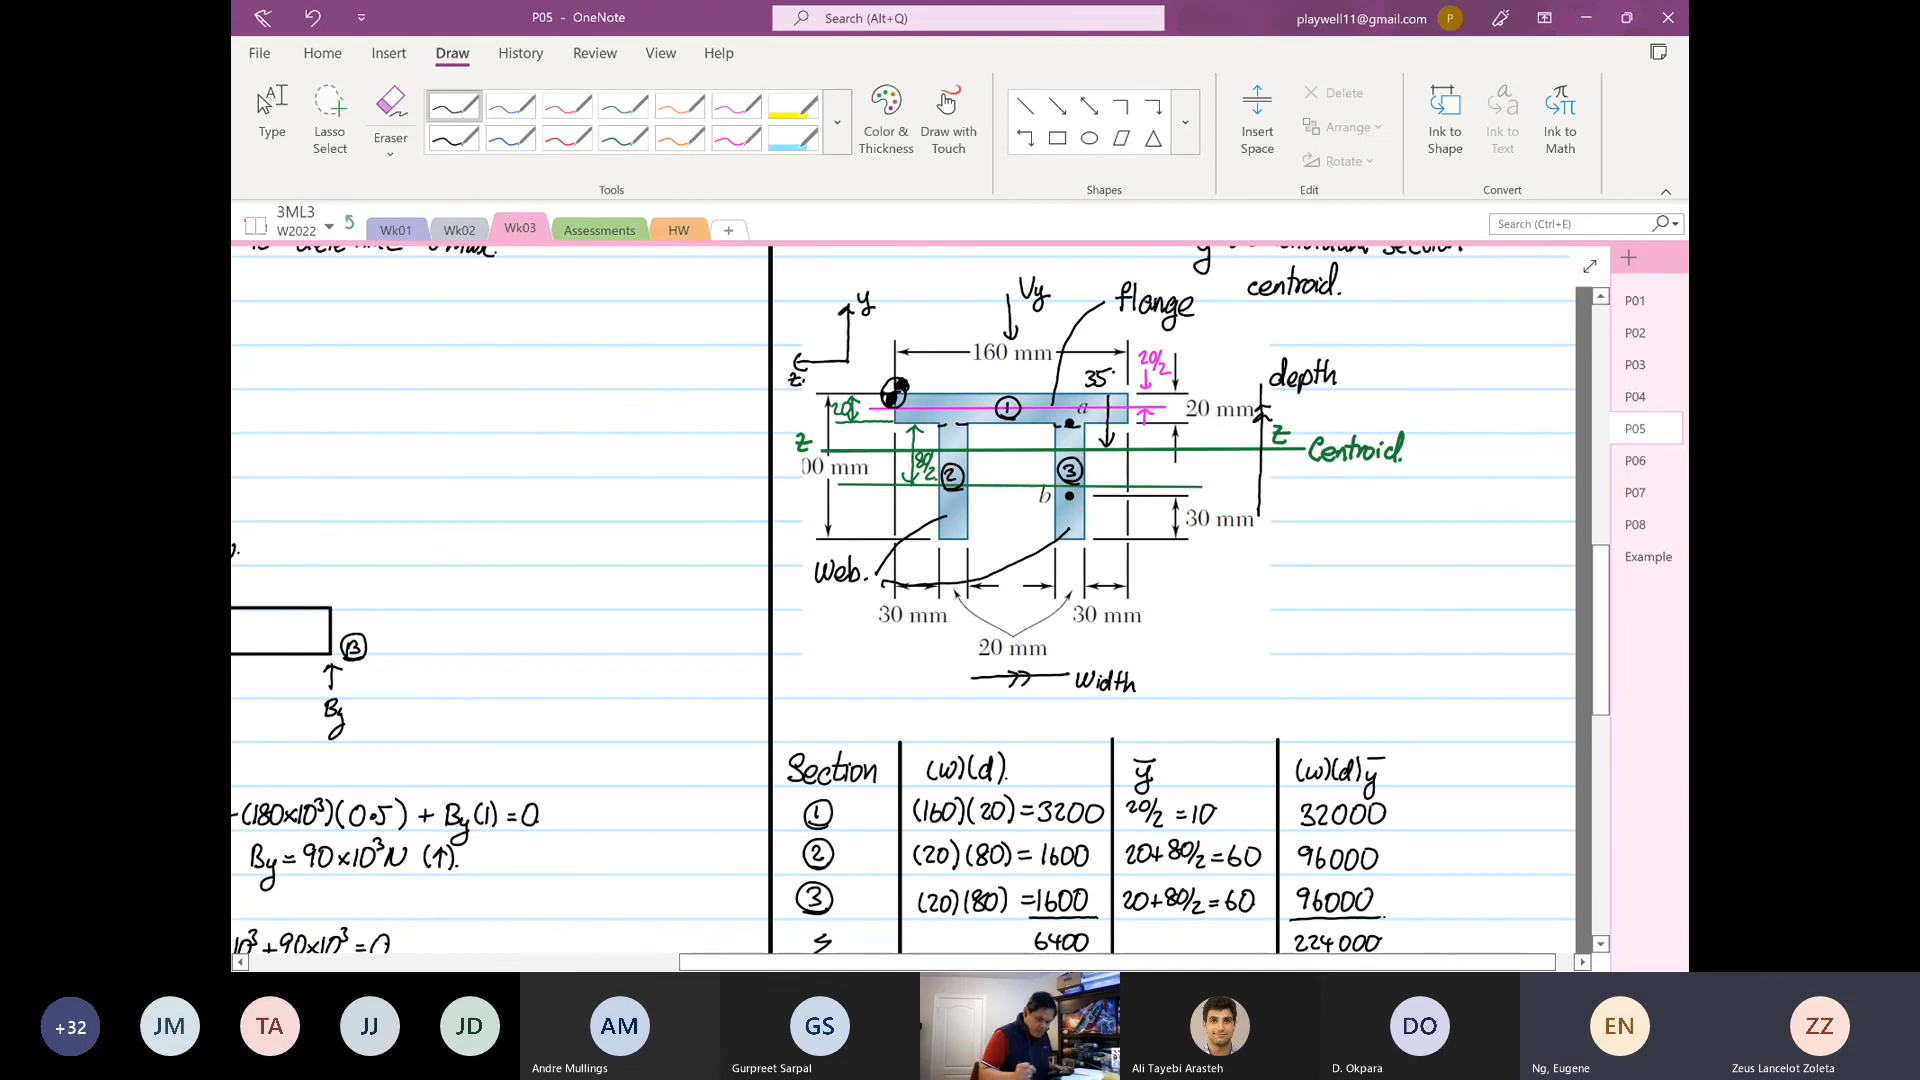 P05 - OneNote
Search (Alt+Q)
playwell11@gmail.com
P
File
Home
Insert
Draw
History
Review
View
Help
Type
Lasso Select
Eraser
Color & Thickness
Draw with Touch
Insert Space
Delete
Arrange
Rotate
Ink to Shape
Ink to Text
Ink to Math
Tools
Shapes
Edit
Convert
3ML3
W2022
Wk01
Wk02
Wk03
Assessments
HW
Search (Ctrl+E)
centroid.
y
Vy
flange
z
160 mm
20/2
35
depth
20
1
a
20 mm
z
z
Centroid.
00 mm
80/2
2
3
b
30 mm
Web.
30 mm
30 mm
20 mm
Width
B
By
Section
(w)(d).
ȳ
(w)(d)ȳ
1
(160)(20)=3200
20/2 =10
32000
2
(20)(80)=1600
20+80/2=60
96000
3
(20)(80)=1600
20+80/2=60
96000
6400
224000
-(180×10³)(0.5) + By(1)=0
By=90×10³N (↑).
10³+90×10³=0
P01
P02
P03
P04
P05
P06
P07
P08
Example
+32
JM
TA
JJ
JD
AM
Andre Mullings
GS
Gurpreet Sarpal
Ali Tayebi Arasteh
DO
D. Okpara
EN
Ng, Eugene
ZZ
Zeus Lancelot Zoleta